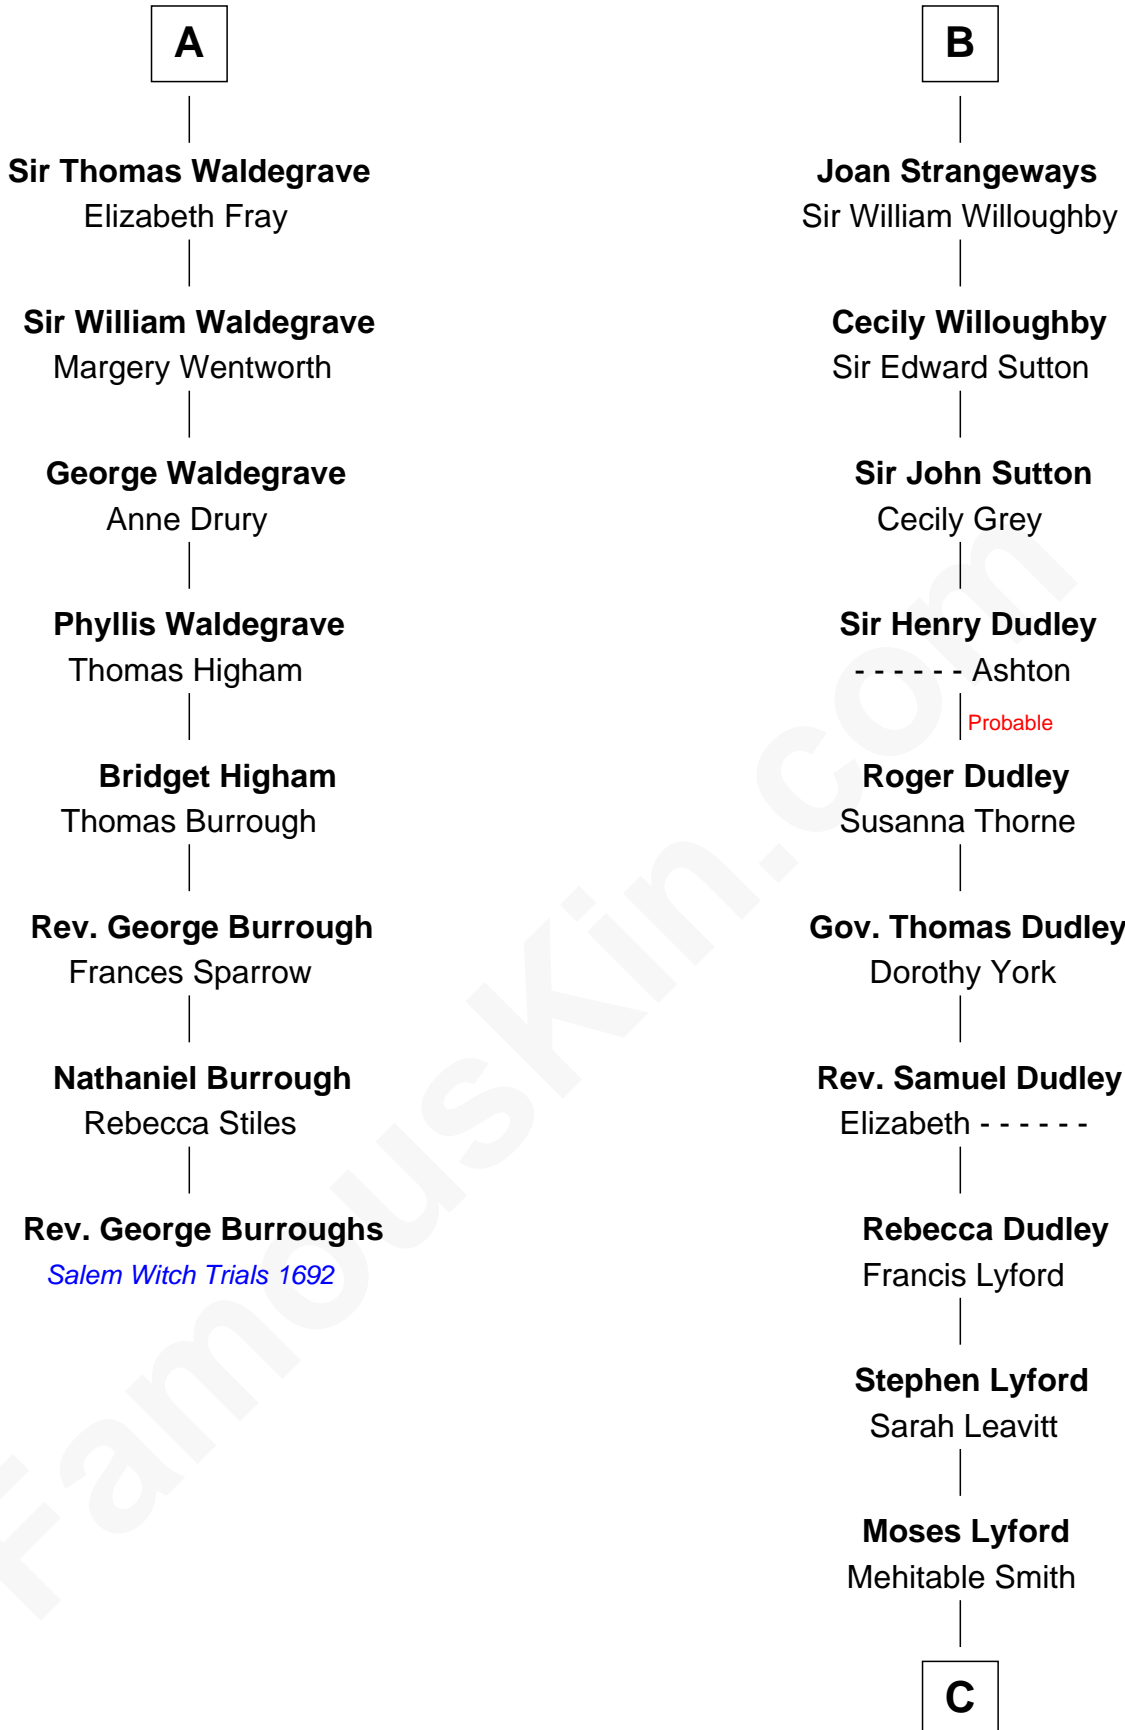 A
Sir Thomas Waldegrave
Elizabeth Fray
Sir William Waldegrave
Margery Wentworth
George Waldegrave
Anne Drury
Phyllis Waldegrave
Thomas Higham
Bridget Higham
Thomas Burrough
Rev. George Burrough
Frances Sparrow
Nathaniel Burrough
Rebecca Stiles
Rev. George Burroughs
Salem Witch Trials 1692
B
Joan Strangeways
Sir William Willoughby
Cecily Willoughby
Sir Edward Sutton
Sir John Sutton
Cecily Grey
Sir Henry Dudley
- - - - - - Ashton
Probable
Roger Dudley
Susanna Thorne
Gov. Thomas Dudley
Dorothy York
Rev. Samuel Dudley
Elizabeth - - - - - -
Rebecca Dudley
Francis Lyford
Stephen Lyford
Sarah Leavitt
Moses Lyford
Mehitable Smith
C
FamousKin.com